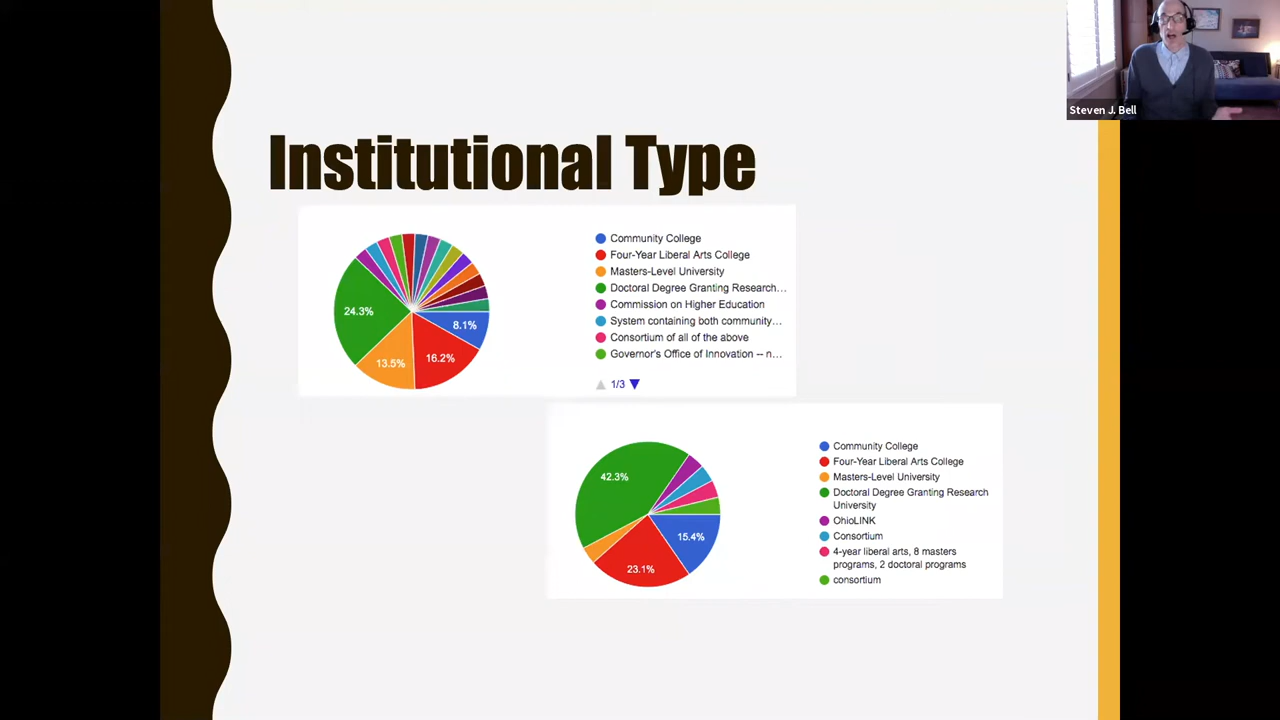 Steven J. Bell
Institutional Type
Community College
Four-Year Liberal Arts College
Masters-Level University
Doctoral Degree Granting Research...
Commission on Higher Education
System containing both community...
Consortium of all of the above
Governor's Office of Innovation -- n...
1/3
24.3%
8.1%
13.5%
16.2%
Community College
Four-Year Liberal Arts College
Masters-Level University
Doctoral Degree Granting Research
University
OhioLINK
Consortium
4-year liberal arts, 8 masters
programs, 2 doctoral programs
consortium
42.3%
15.4%
23.1%